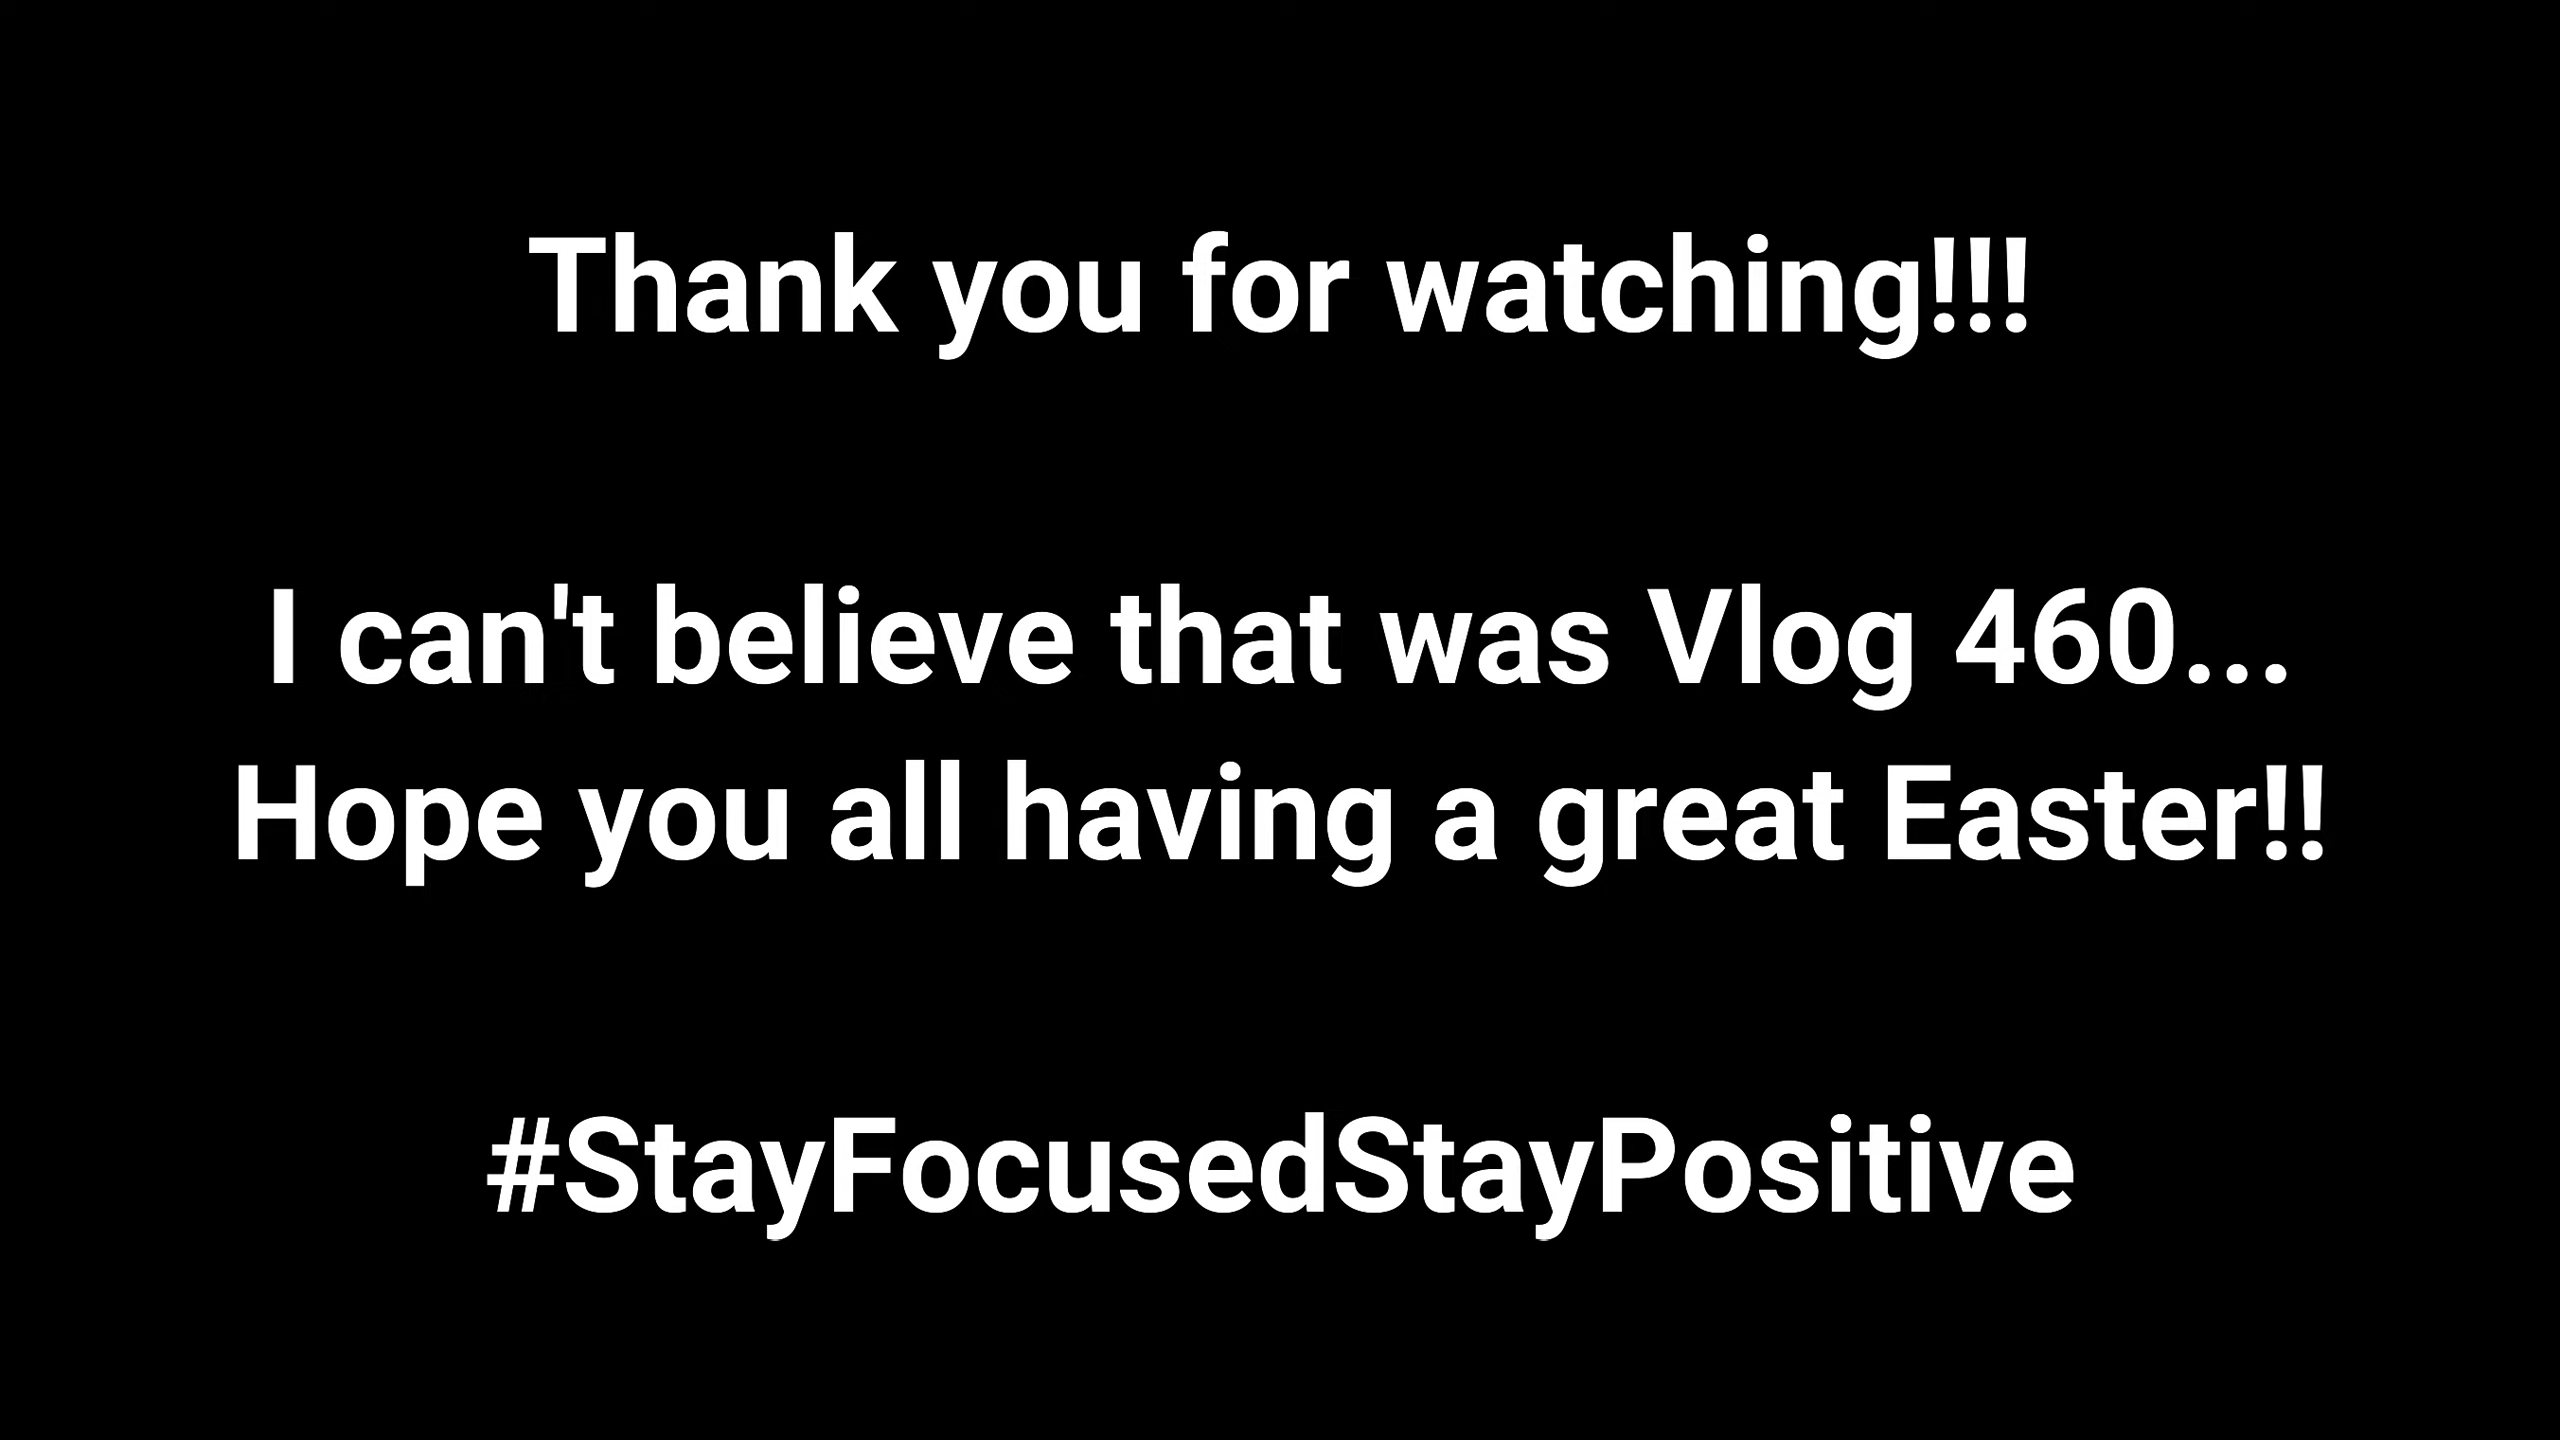 Thank you for watching!!!
I can't believe that was Vlog 460...
Hope you all having a great Easter!!
#StayFocusedStayPositive